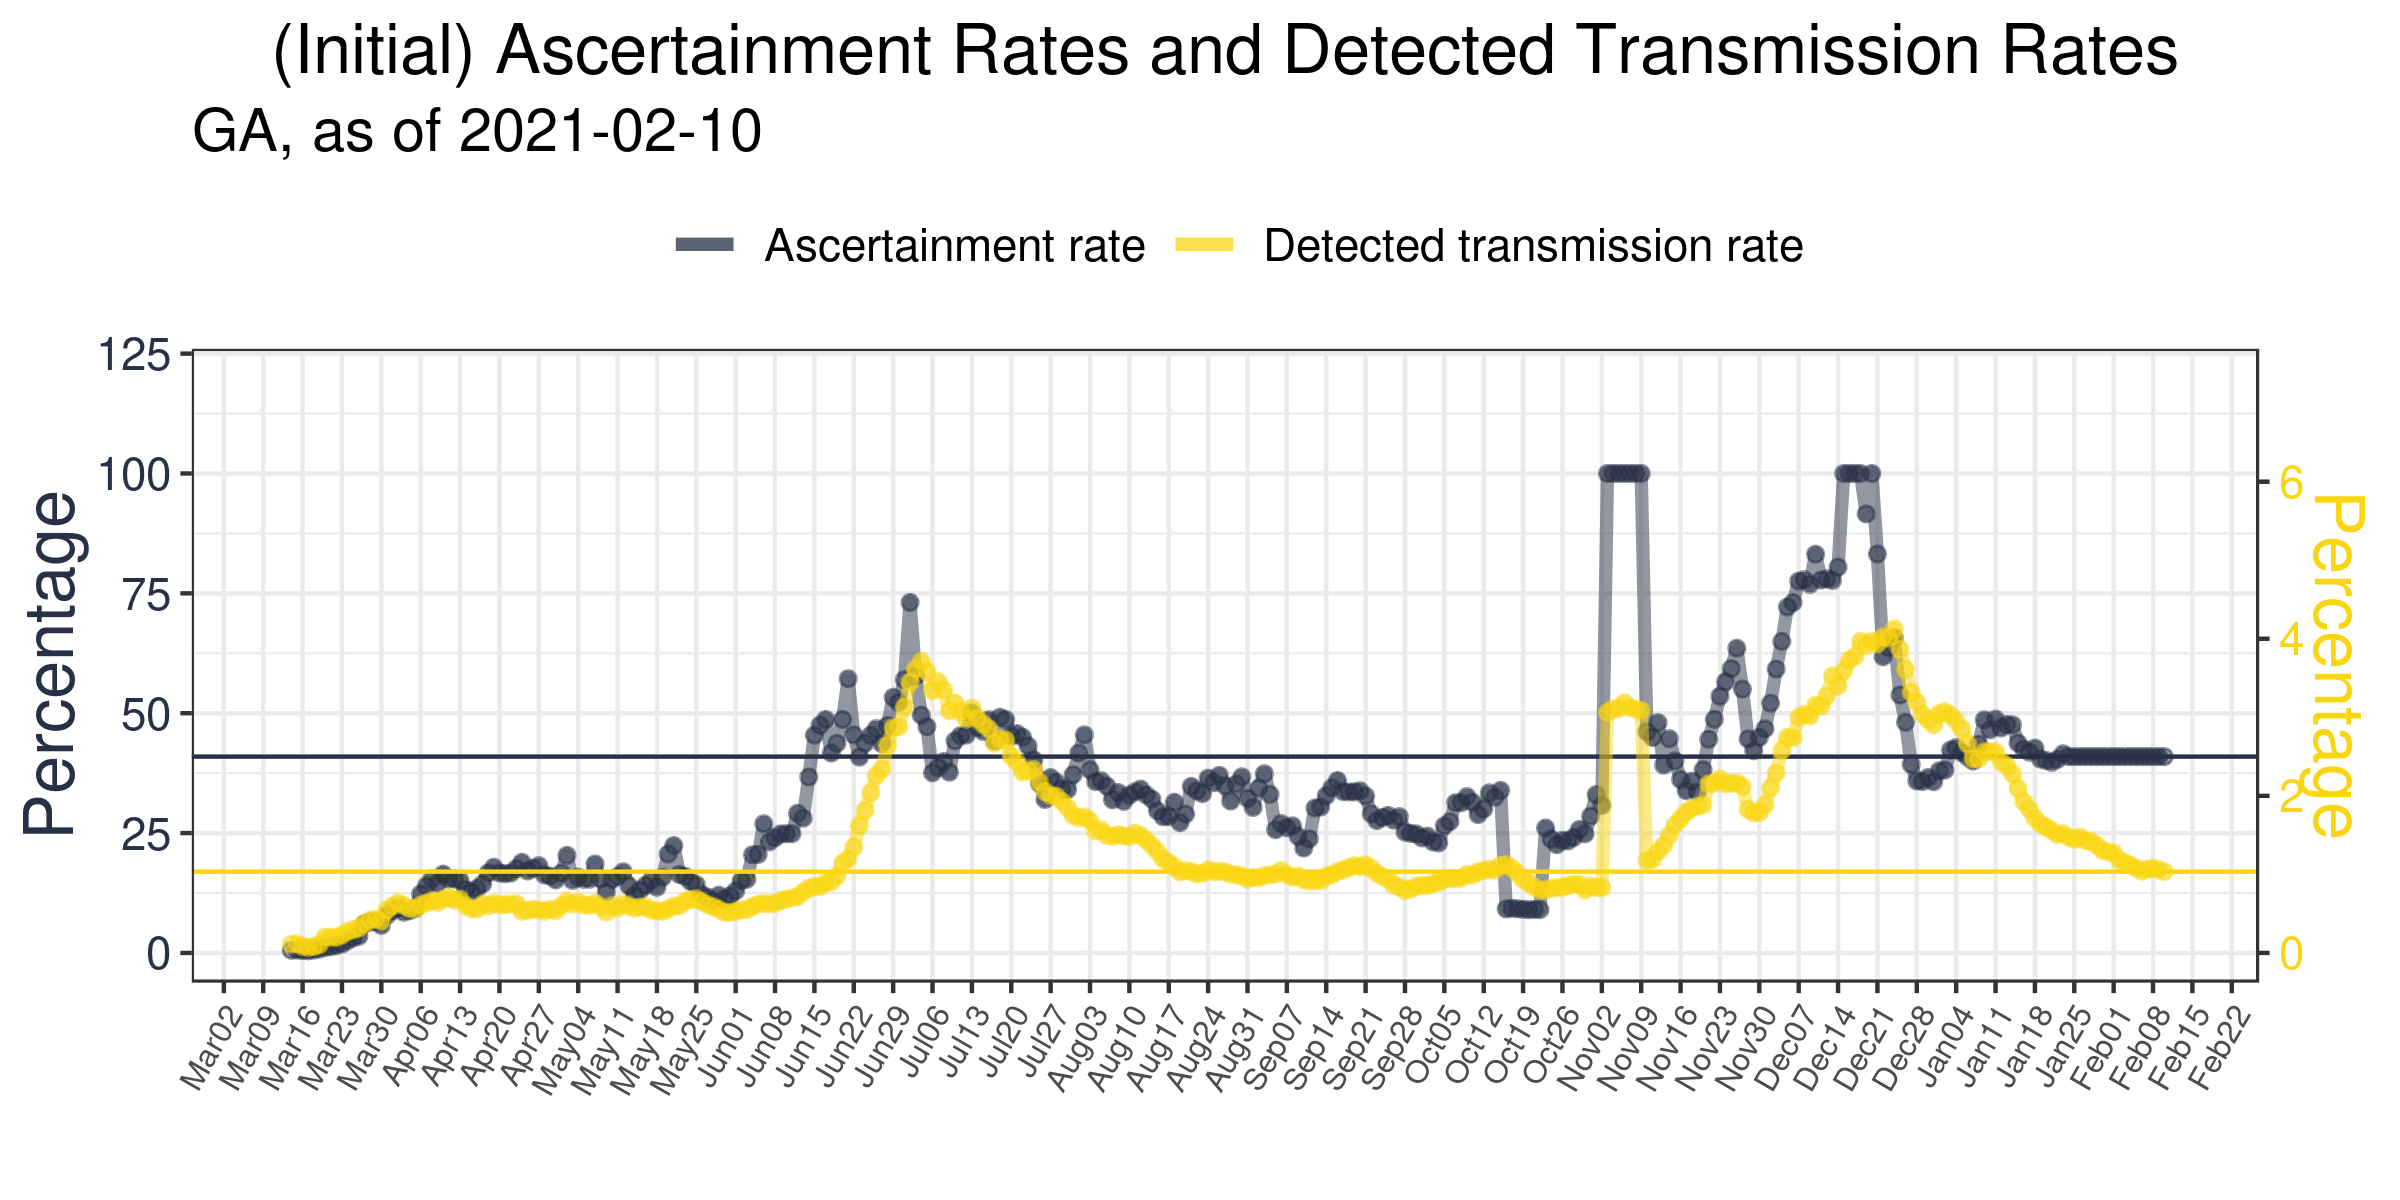 (Initial) Ascertainment Rates and Detected Transmission Rates
GA, as of 2021-02-10
Ascertainment rate
Detected transmission rate
Percentage
125
100
75
50
25
0
6
4
2
0
Percentage
Mar02
Mar09
Mar16
Mar23
Mar30
Apr06
Apr13
Apr20
Apr27
May04
May11
May18
May25
Jun01
Jun08
Jun15
Jun22
Jun29
Jul06
Jul13
Jul20
Jul27
Aug03
Aug10
Aug17
Aug24
Aug31
Sep07
Sep14
Sep21
Sep28
Oct05
Oct12
Oct19
Oct26
Nov02
Nov09
Nov16
Nov23
Nov30
Dec07
Dec14
Dec21
Dec28
Jan04
Jan11
Jan18
Jan25
Feb01
Feb08
Feb15
Feb22